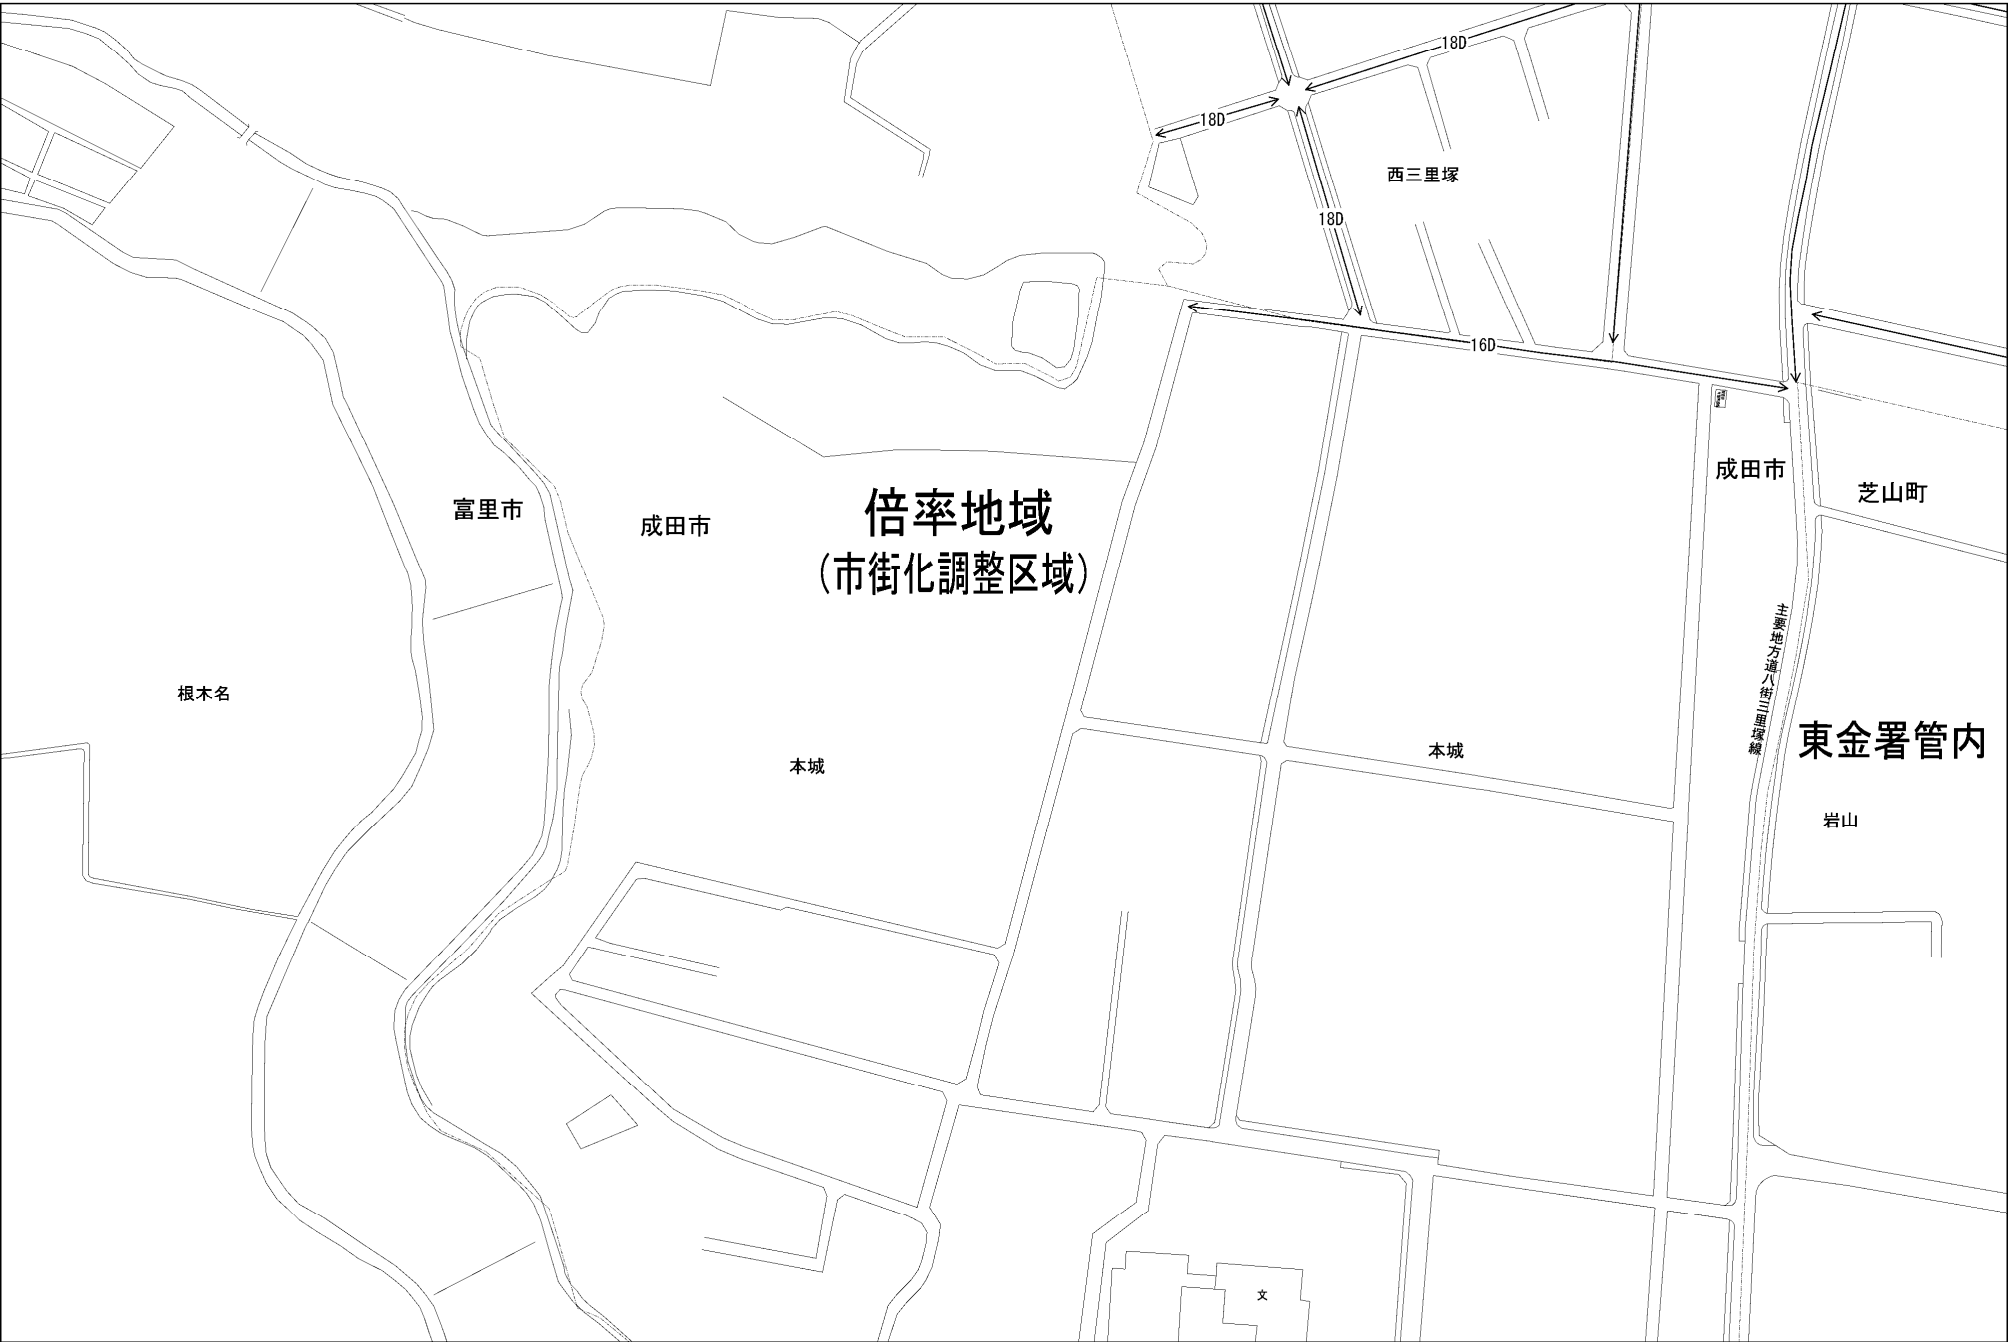 18D
18D
西三里塚
18D
16D
成田市
芝山町
富里市
成田市
倍率地域
(市街化調整区域)
主要地方道八街三里塚線
根木名
本城
本城
東金署管内
岩山
文